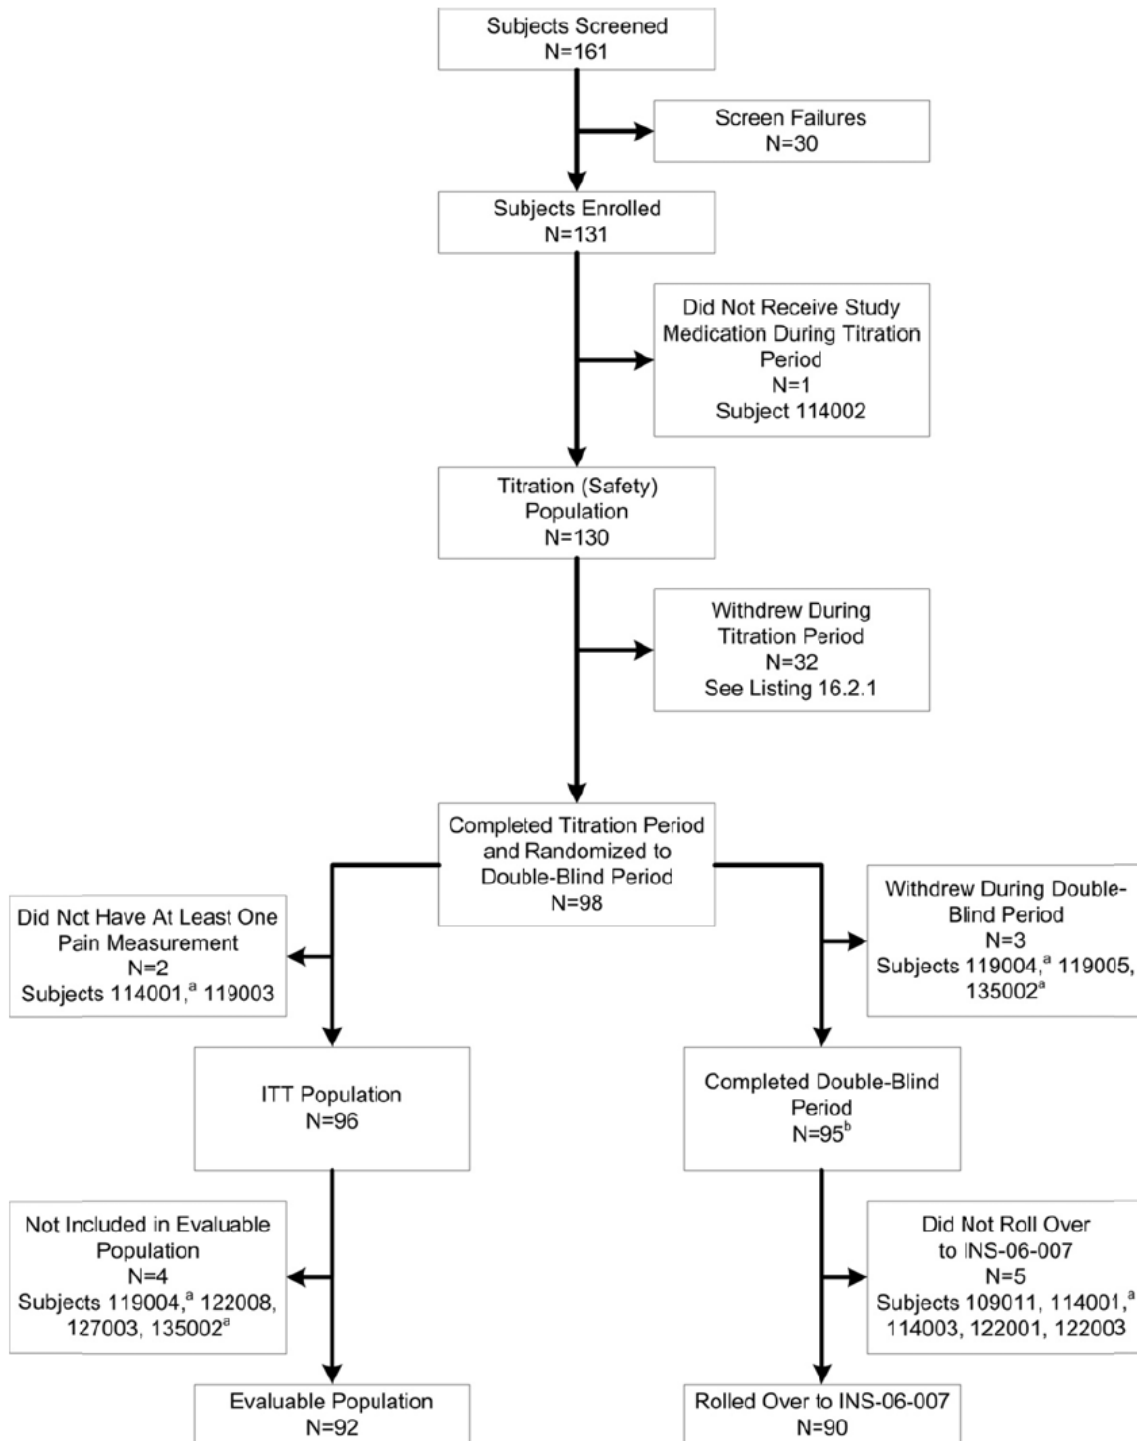 Subjects Screened
N=161
Screen Failures
N=30
Subjects Enrolled
N=131
Did Not Receive Study
Medication During Titration
Period
N=1
Subject 114002
Titration (Safety)
Population
N=130
Withdrew During
Titration Period
N=32
See Listing 16.2.1
Completed Titration Period
and Randomized to
Double-Blind Period
N=98
Did Not Have At Least One
Pain Measurement
N=2
Subjects 114001,ᵃ 119003
Withdrew During Double-
Blind Period
N=3
Subjects 119004,ᵃ 119005,
135002ᵃ
ITT Population
N=96
Completed Double-Blind
Period
N=95ᵇ
Not Included in Evaluable
Population
N=4
Subjects 119004,ᵃ 122008,
127003, 135002ᵃ
Did Not Roll Over
to INS-06-007
N=5
Subjects 109011, 114001,ᵃ
114003, 122001, 122003
Evaluable Population
N=92
Rolled Over to INS-06-007
N=90